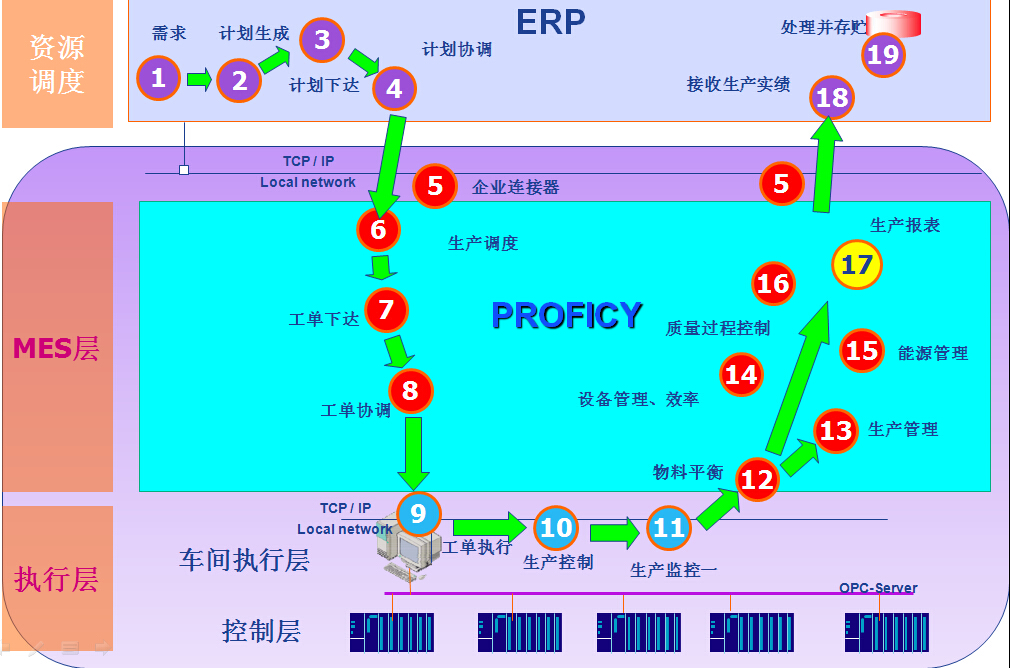 ERP
资源
调度
需求
计划生成
计划协调
计划下达
处理并存贮
接收生产实绩
1
2
3
4
19
18
TCP / IP
Local network
5
企业连接器
5
6
生产调度
生产报表
17
16
7
工单下达
PROFICY
质量过程控制
MES层
15
能源管理
14
设备管理、效率
8
工单协调
13
生产管理
物料平衡
12
TCP / IP
Local network
9
工单执行
10
生产控制
11
生产监控一
车间执行层
执行层
OPC-Server
控制层